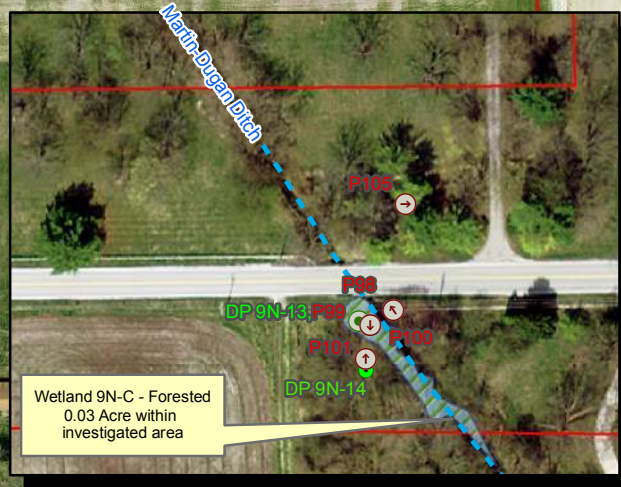 Martin-Dugan Ditch
P105
P98
DP 9N-13;P99
P100
P101
DP 9N-14
Wetland 9N-C - Forested
0.03 Acre within
investigated area